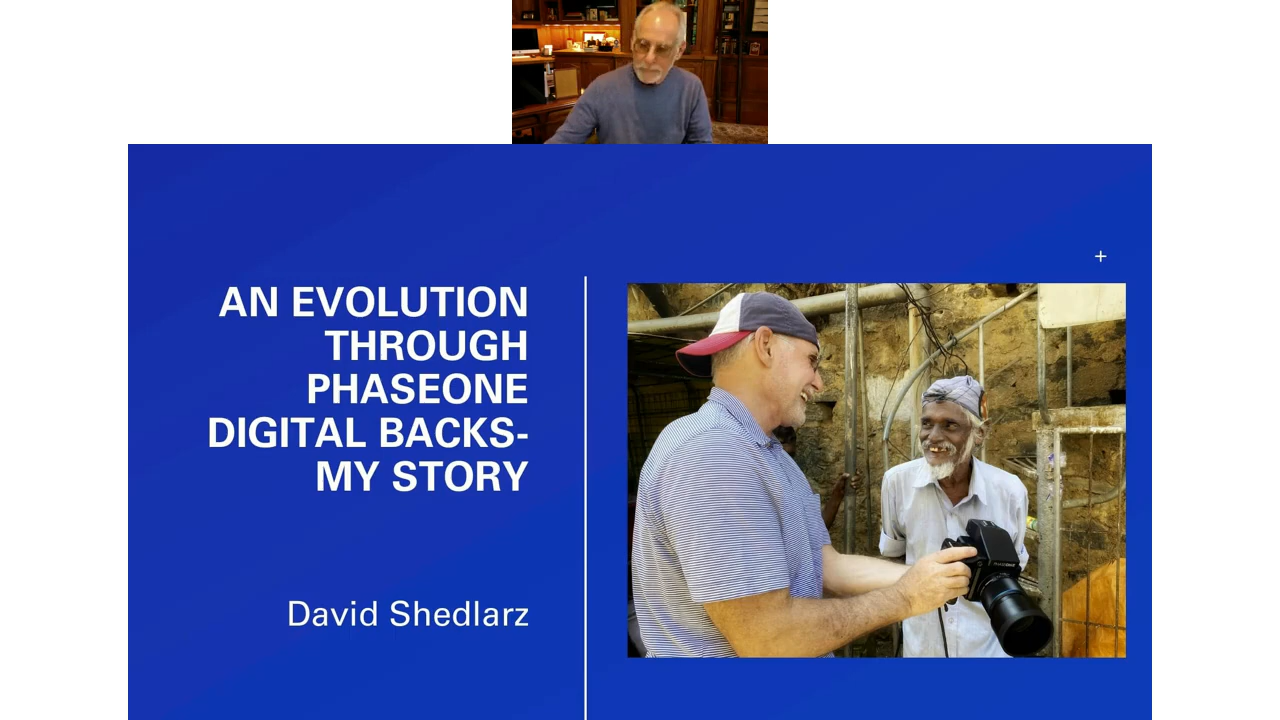 AN EVOLUTION
THROUGH
PHASEONE
DIGITAL BACKS-
MY STORY
David Shedlarz